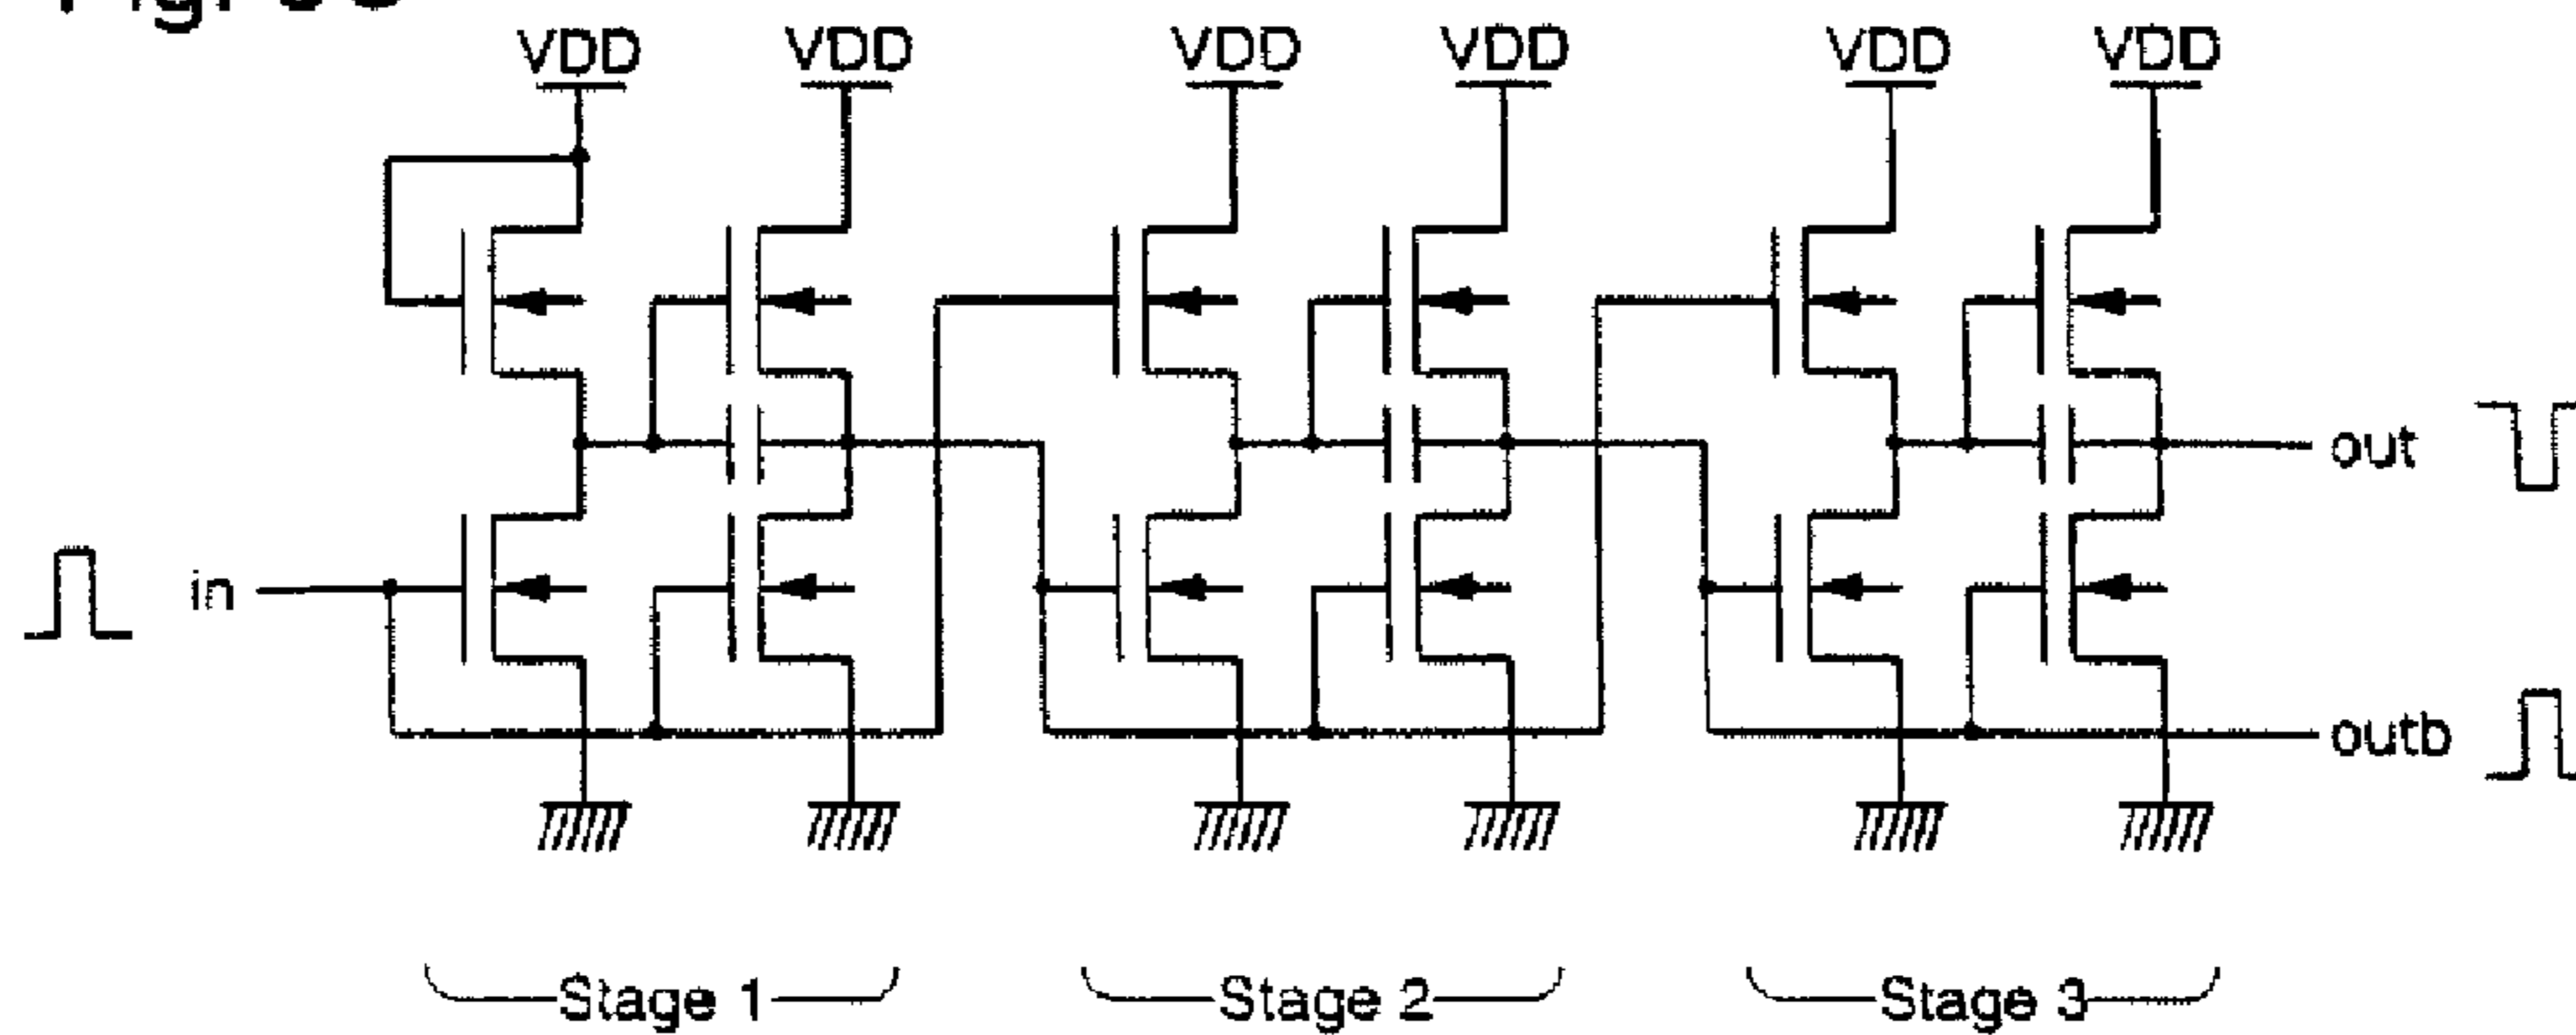 VDD VDD VDD VDD VDD VDD
out
in
outb
Stage 1 Stage 2 Stage 3